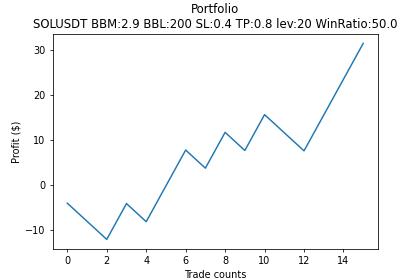 Portfolio
SOLUSDT BBM:2.9 BBL:200 SL:0.4 TP:0.8 lev:20 WinRatio:50.0
30
20
10
0
−10
Profit ($)
0 2 4 6 8 10 12 14
Trade counts